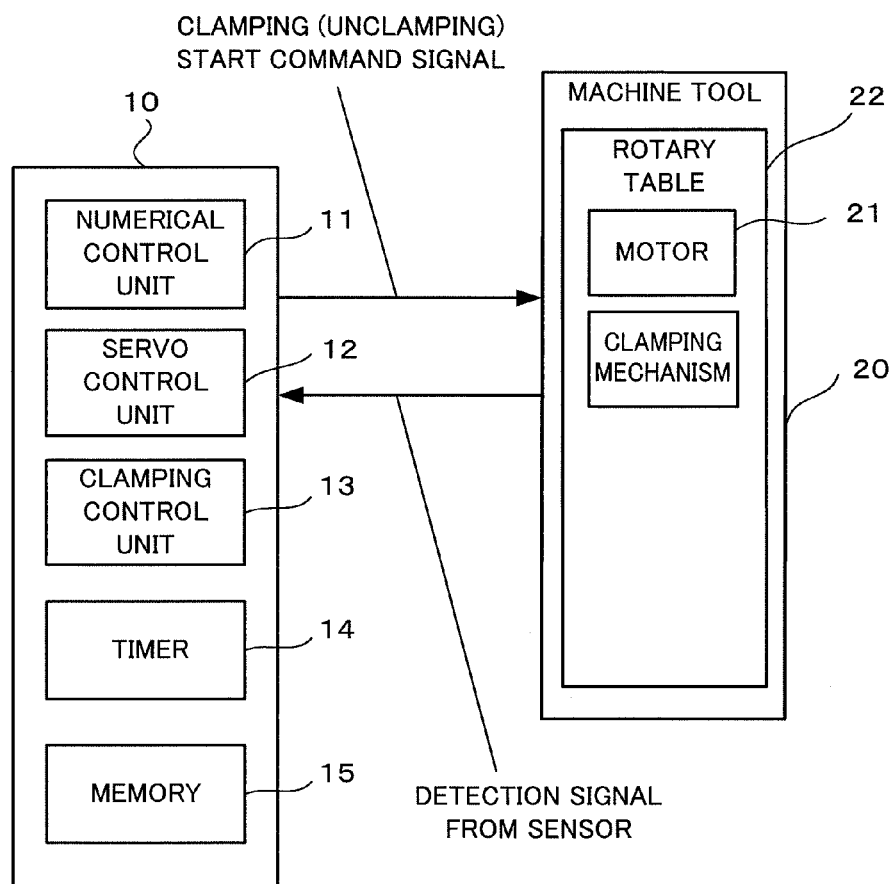 CLAMPING (UNCLAMPING)
START COMMAND SIGNAL
10
MACHINE TOOL
22
ROTARY
TABLE
NUMERICAL
CONTROL
UNIT
11
21
MOTOR
SERVO
CONTROL
UNIT
12
CLAMPING
MECHANISM
20
CLAMPING
CONTROL
UNIT
13
TIMER
14
MEMORY
15
DETECTION SIGNAL
FROM SENSOR